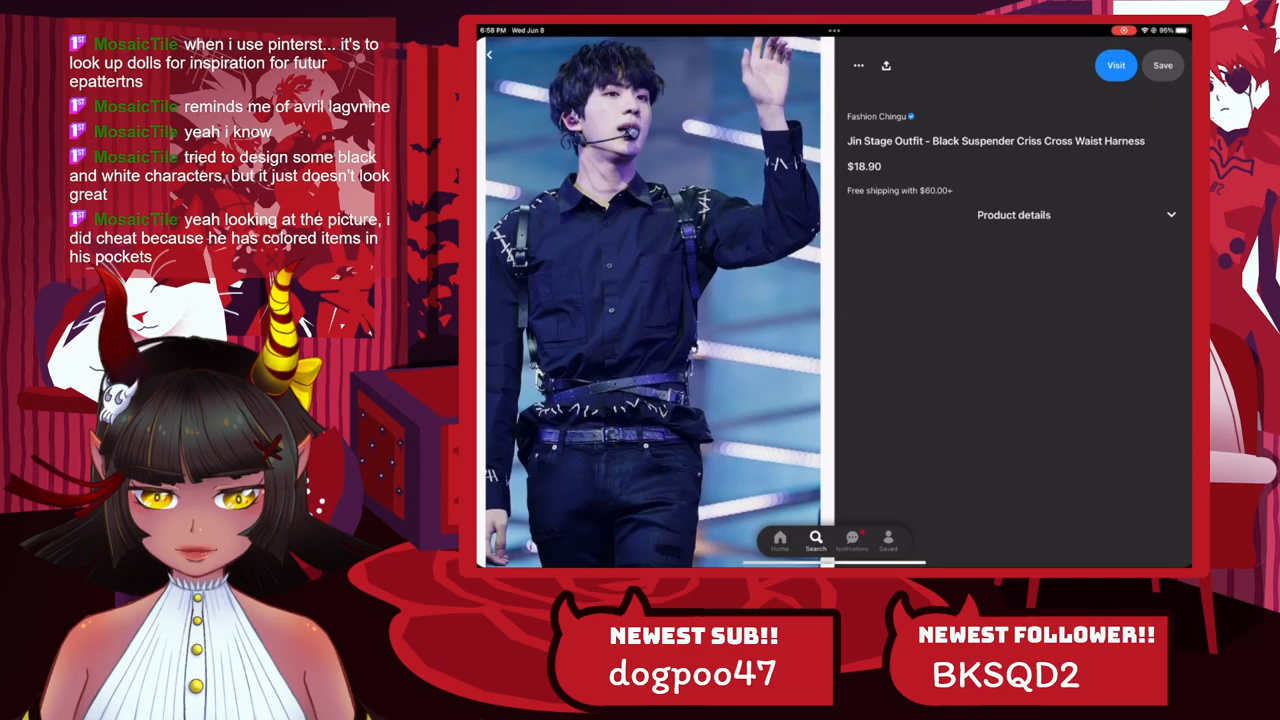 MosaicTile when i use pinterst... it's to
look up dolls for inspiration for futur
epattertns
MosaicTile reminds me of avril lagvnine
MosaicTile yeah i know
MosaicTile tried to design some black
and white characters, but it just doesn't look
great
MosaicTile yeah looking at the picture, i
did cheat because he has colored items in
his pockets
6:58 PM Wed Jun 8
95%
Visit
Save
Fashion Chingu
Jin Stage Outfit - Black Suspender Criss Cross Waist Harness
$18.90
Free shipping with $60.00+
Product details
Home
Search
Notifications
Saved
NEWEST SUB!!
dogpoo47
NEWEST FOLLOWER!!
BKSQD2